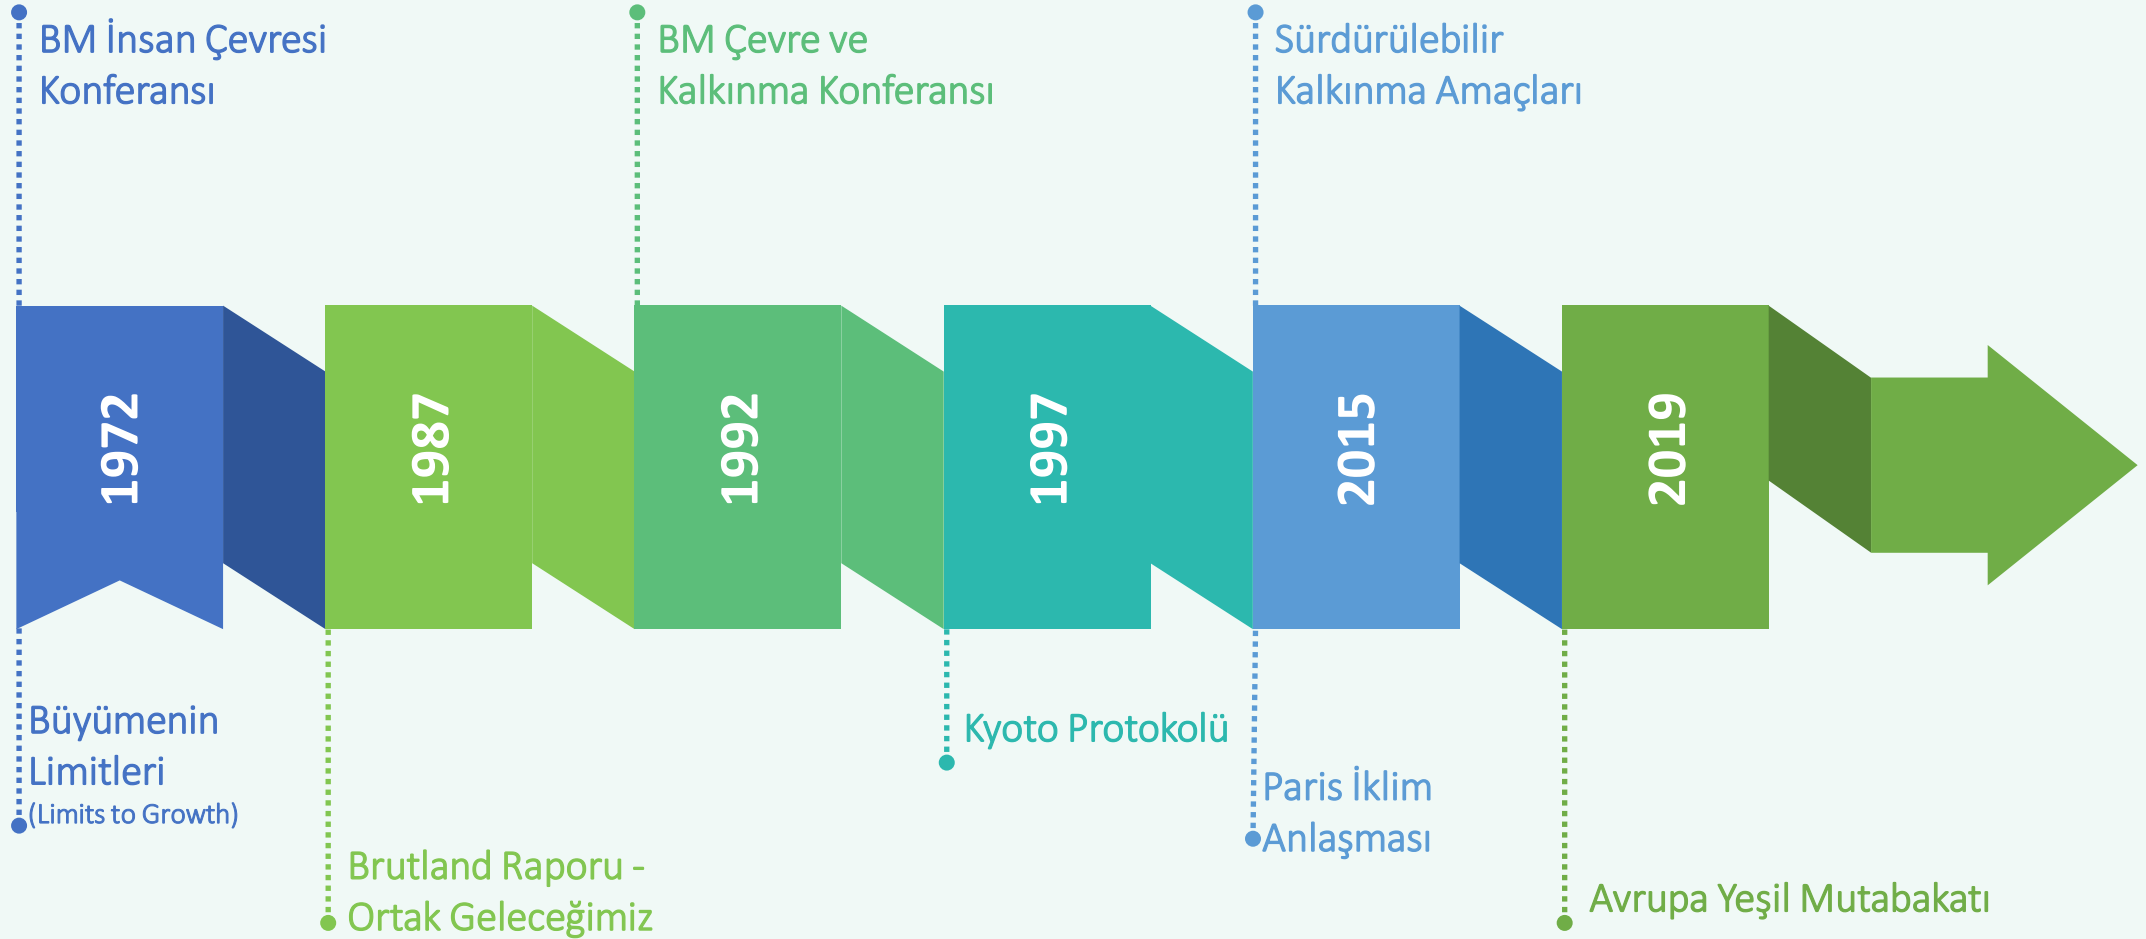 BM İnsan Çevresi
Konferansı
BM Çevre ve
Kalkınma Konferansı
Sürdürülebilir
Kalkınma Amaçları
1972
1987
1992
1997
2015
2019
Büyümenin
Limitleri
(Limits to Growth)
Brutland Raporu -
Ortak Geleceğimiz
Kyoto Protokolü
Paris İklim
Anlaşması
Avrupa Yeşil Mutabakatı